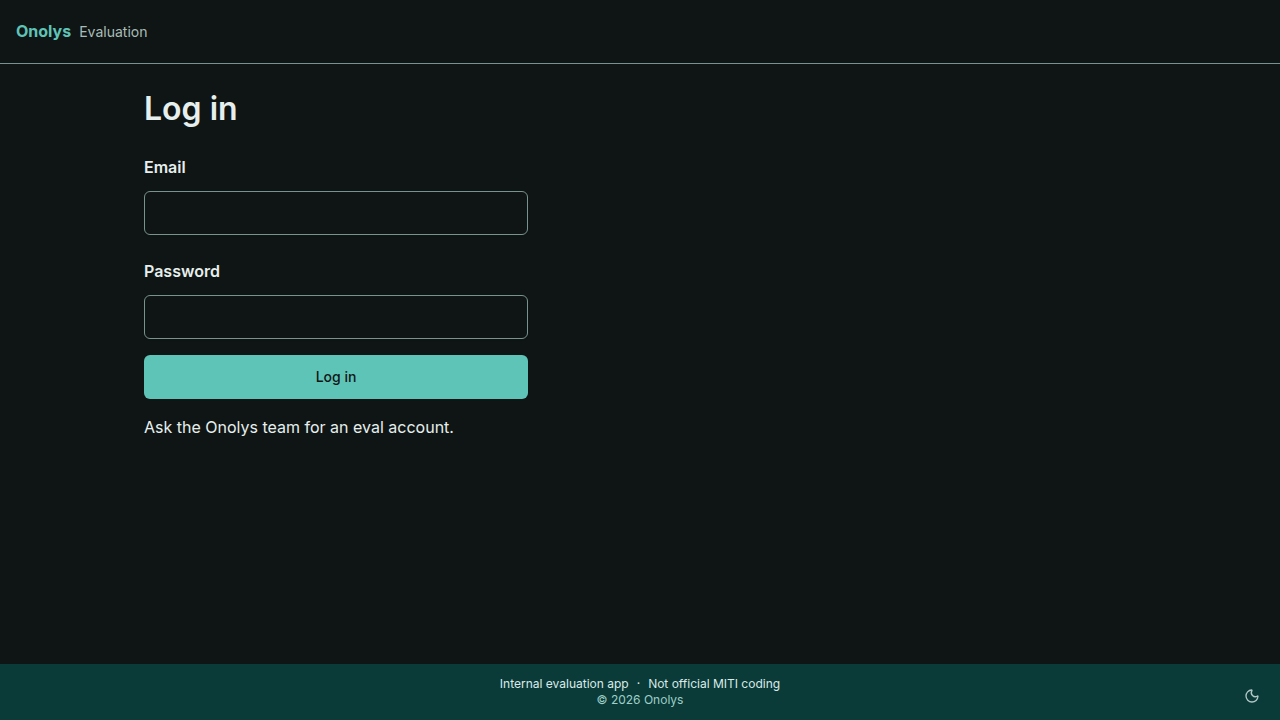 Onolys Evaluation
Log in
Email
Password
Log in
Ask the Onolys team for an eval account.
Internal evaluation app · Not official MITI coding
© 2026 Onolys